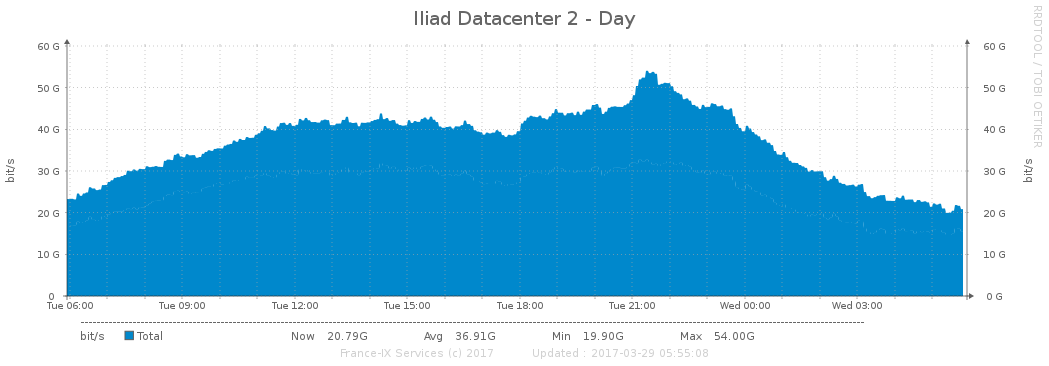 Iliad Datacenter 2 - Day
RRDTOOL / TOBI OETIKER
60 G 60 G
50 G 50 G
40 G 40 G
30 G 30 G
20 G 20 G
10 G 10 G
0 0 G
bit/s bit/s
Tue 06:00 Tue 09:00 Tue 12:00 Tue 15:00 Tue 18:00 Tue 21:00 Wed 00:00 Wed 03:00
bit/s Total Now 20.79G Avg 36.91G Min 19.90G Max 54.00G
France-IX Services (c) 2017 Updated : 2017-03-29 05:55:08